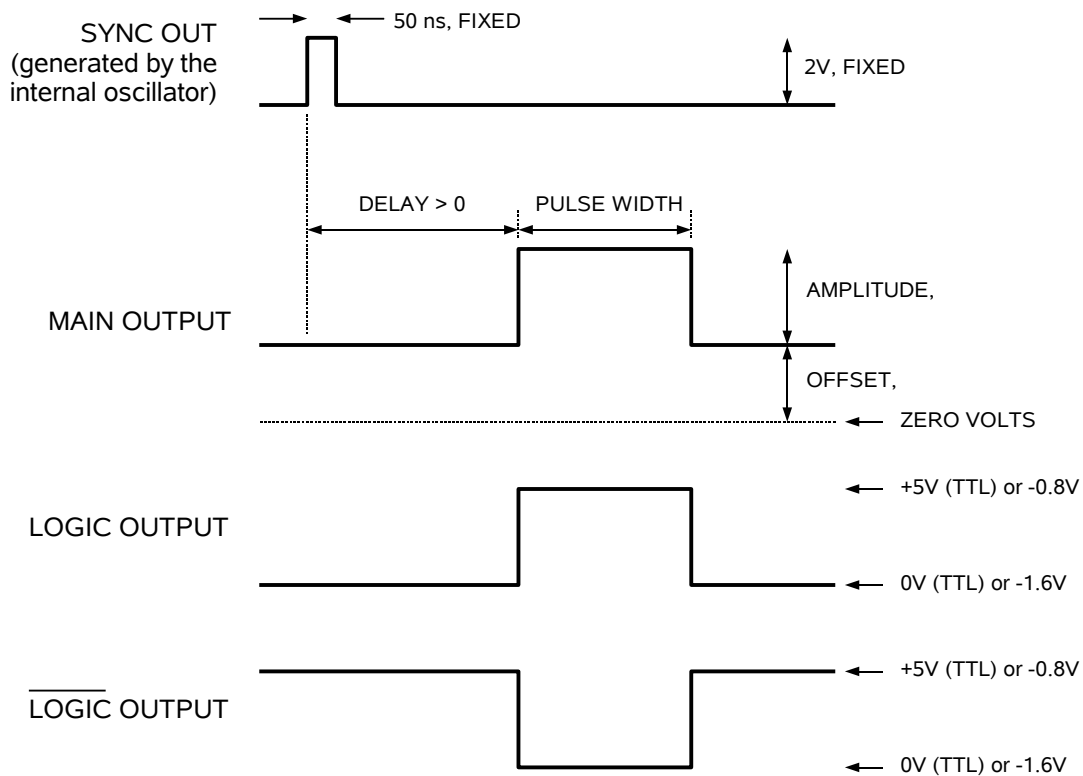 SYNC OUT
(generated by the
internal oscillator)
50 ns, FIXED
2V, FIXED
DELAY > 0
PULSE WIDTH
MAIN OUTPUT
AMPLITUDE,
OFFSET,
ZERO VOLTS
LOGIC OUTPUT
+5V (TTL) or -0.8V
0V (TTL) or -1.6V
LOGIC OUTPUT
+5V (TTL) or -0.8V
0V (TTL) or -1.6V